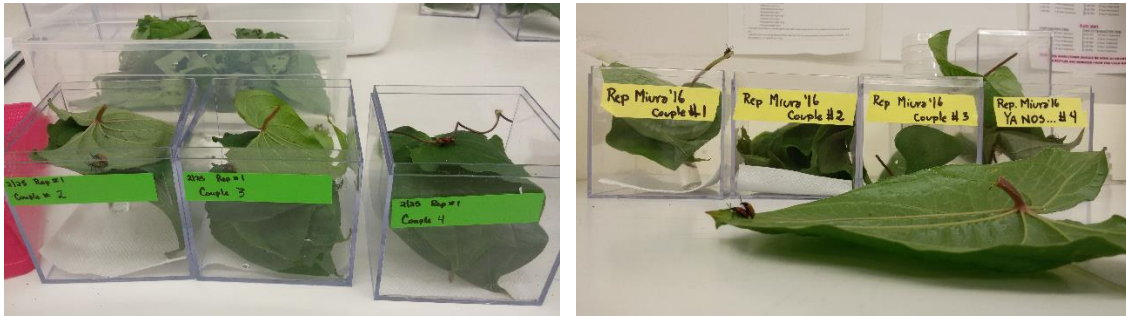 2/25 Rep #1
Couple # 2
2/25 Rep #1
Couple 3
2/25 Rep #1
Couple 4
Rep Miura '16
Couple #1
Rep Miura '16
Couple #2
Rep Miura '16
Couple #3
Rep. Miura '16
YA NOS... #4